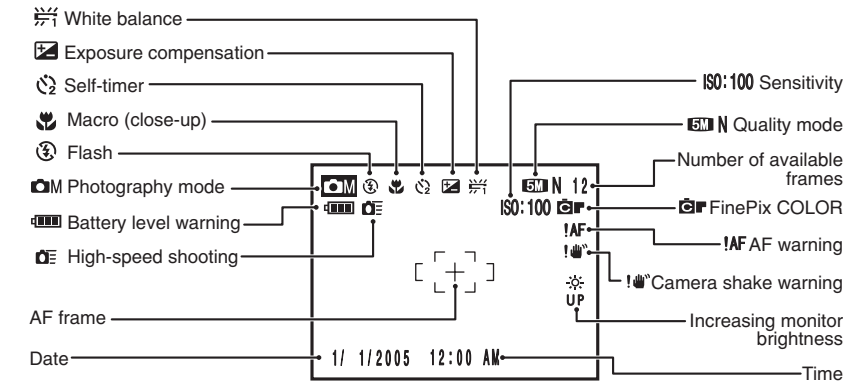 White balance
Exposure compensation
Self-timer
Macro (close-up)
Flash
M Photography mode
Battery level warning
High-speed shooting
AF frame
Date
M
5M N 12
ISO:100 C
!AF
!
UP
1/ 1/2005 12:00 AM
ISO:100 Sensitivity
5M N Quality mode
Number of available
frames
C FinePix COLOR
!AF AF warning
! Camera shake warning
Increasing monitor
brightness
Time